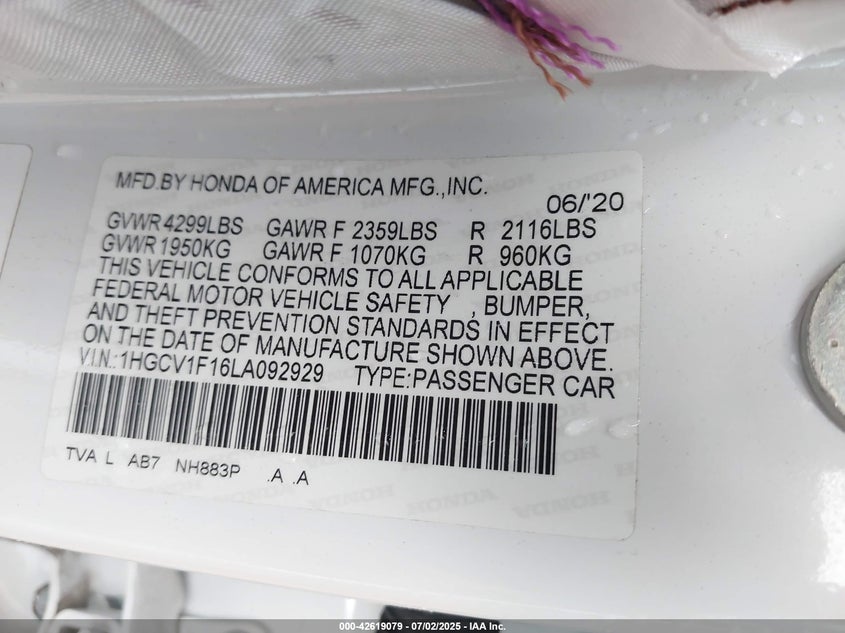 MFD.BY HONDA OF AMERICA MFG.,INC.
06/'20
GVWR 4299LBS GAWR F 2359LBS R 2116LBS
GVWR 1950KG GAWR F 1070KG R 960KG
THIS VEHICLE CONFORMS TO ALL APPLICABLE
FEDERAL MOTOR VEHICLE SAFETY , BUMPER,
AND THEFT PREVENTION STANDARDS IN EFFECT
ON THE DATE OF MANUFACTURE SHOWN ABOVE.
V.I.N.:1HGCV1F16LA092929 TYPE:PASSENGER CAR
TVA L AB7 NH883P .A .A
HONDA HONDA HONDA
000-42619079 - 07/02/2025 - IAA Inc.